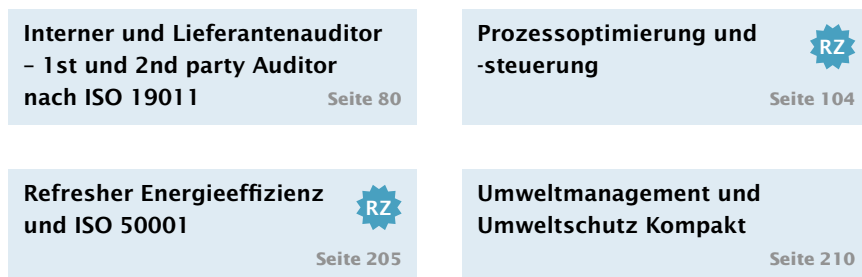 Interner und Lieferantenauditor
– 1st und 2nd party Auditor
nach ISO 19011 Seite 80
Prozessoptimierung und
-steuerung RZ
Seite 104
Refresher Energieeffizienz
und ISO 50001 RZ
Seite 205
Umweltmanagement und
Umweltschutz Kompakt
Seite 210